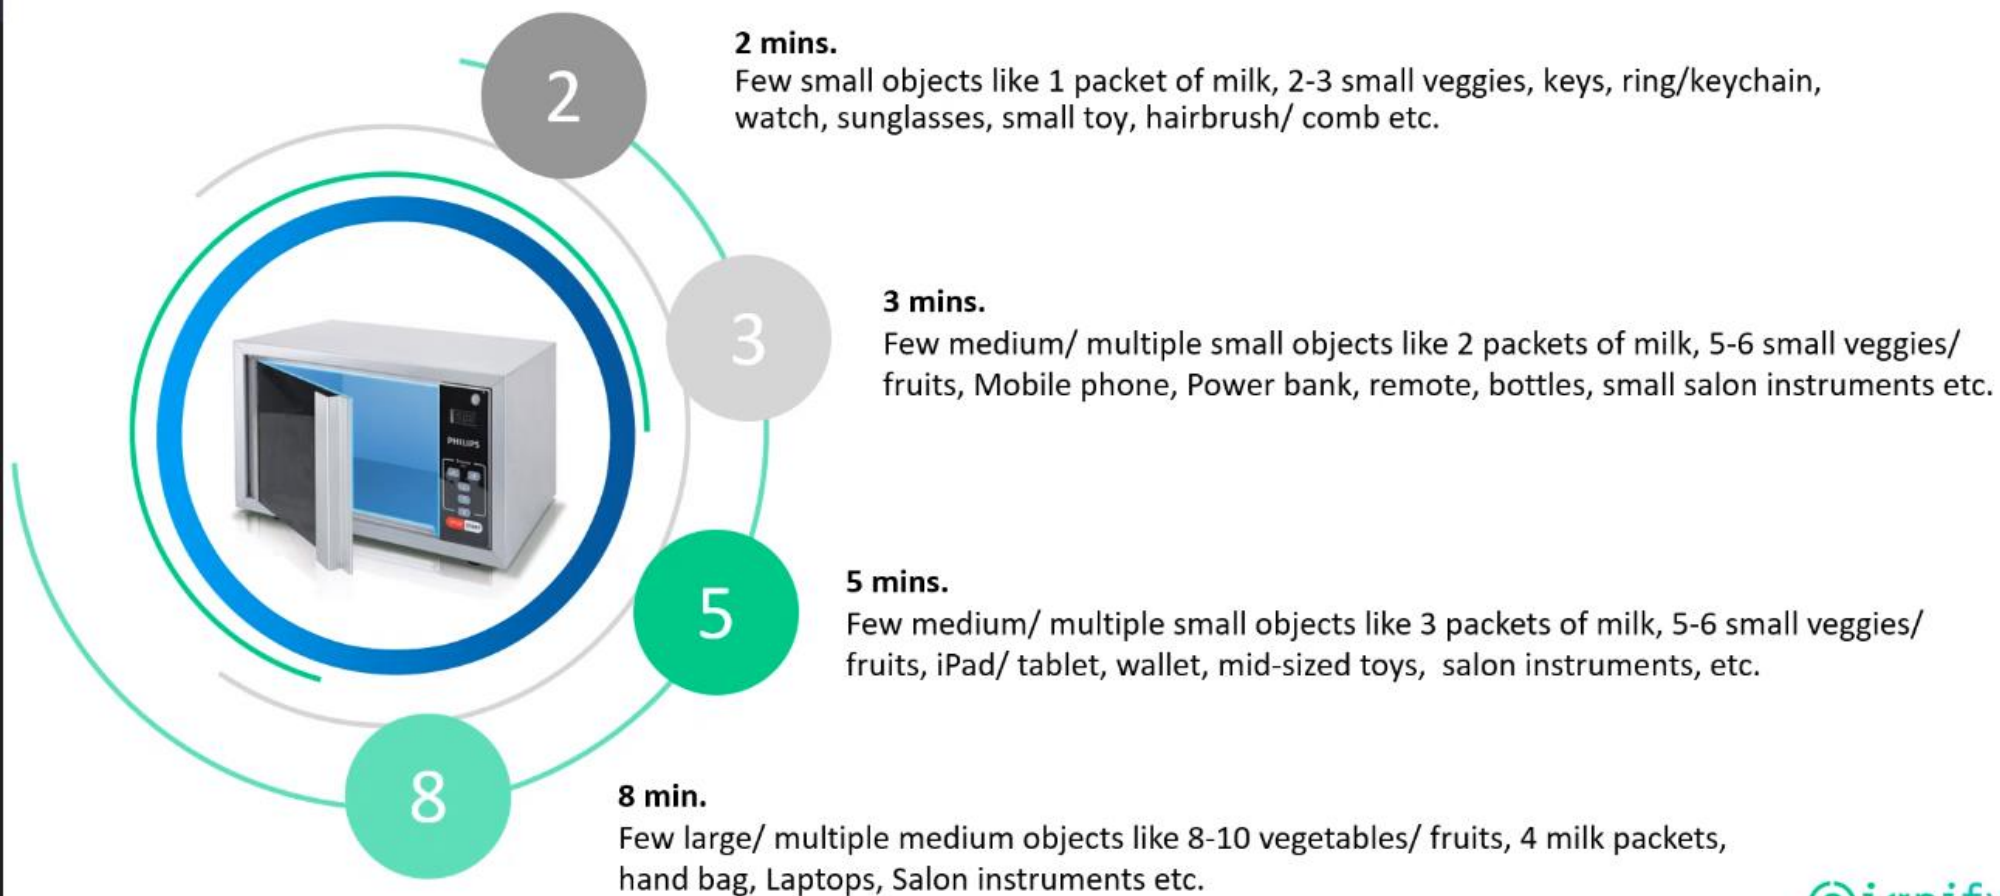 2
2 mins.
Few small objects like 1 packet of milk, 2-3 small veggies, keys, ring/keychain,
watch, sunglasses, small toy, hairbrush/ comb etc.
3
3 mins.
Few medium/ multiple small objects like 2 packets of milk, 5-6 small veggies/
fruits, Mobile phone, Power bank, remote, bottles, small salon instruments etc.
PHILIPS
5
5 mins.
Few medium/ multiple small objects like 3 packets of milk, 5-6 small veggies/
fruits, iPad/ tablet, wallet, mid-sized toys,  salon instruments, etc.
8
8 min.
Few large/ multiple medium objects like 8-10 vegetables/ fruits, 4 milk packets,
hand bag, Laptops, Salon instruments etc.